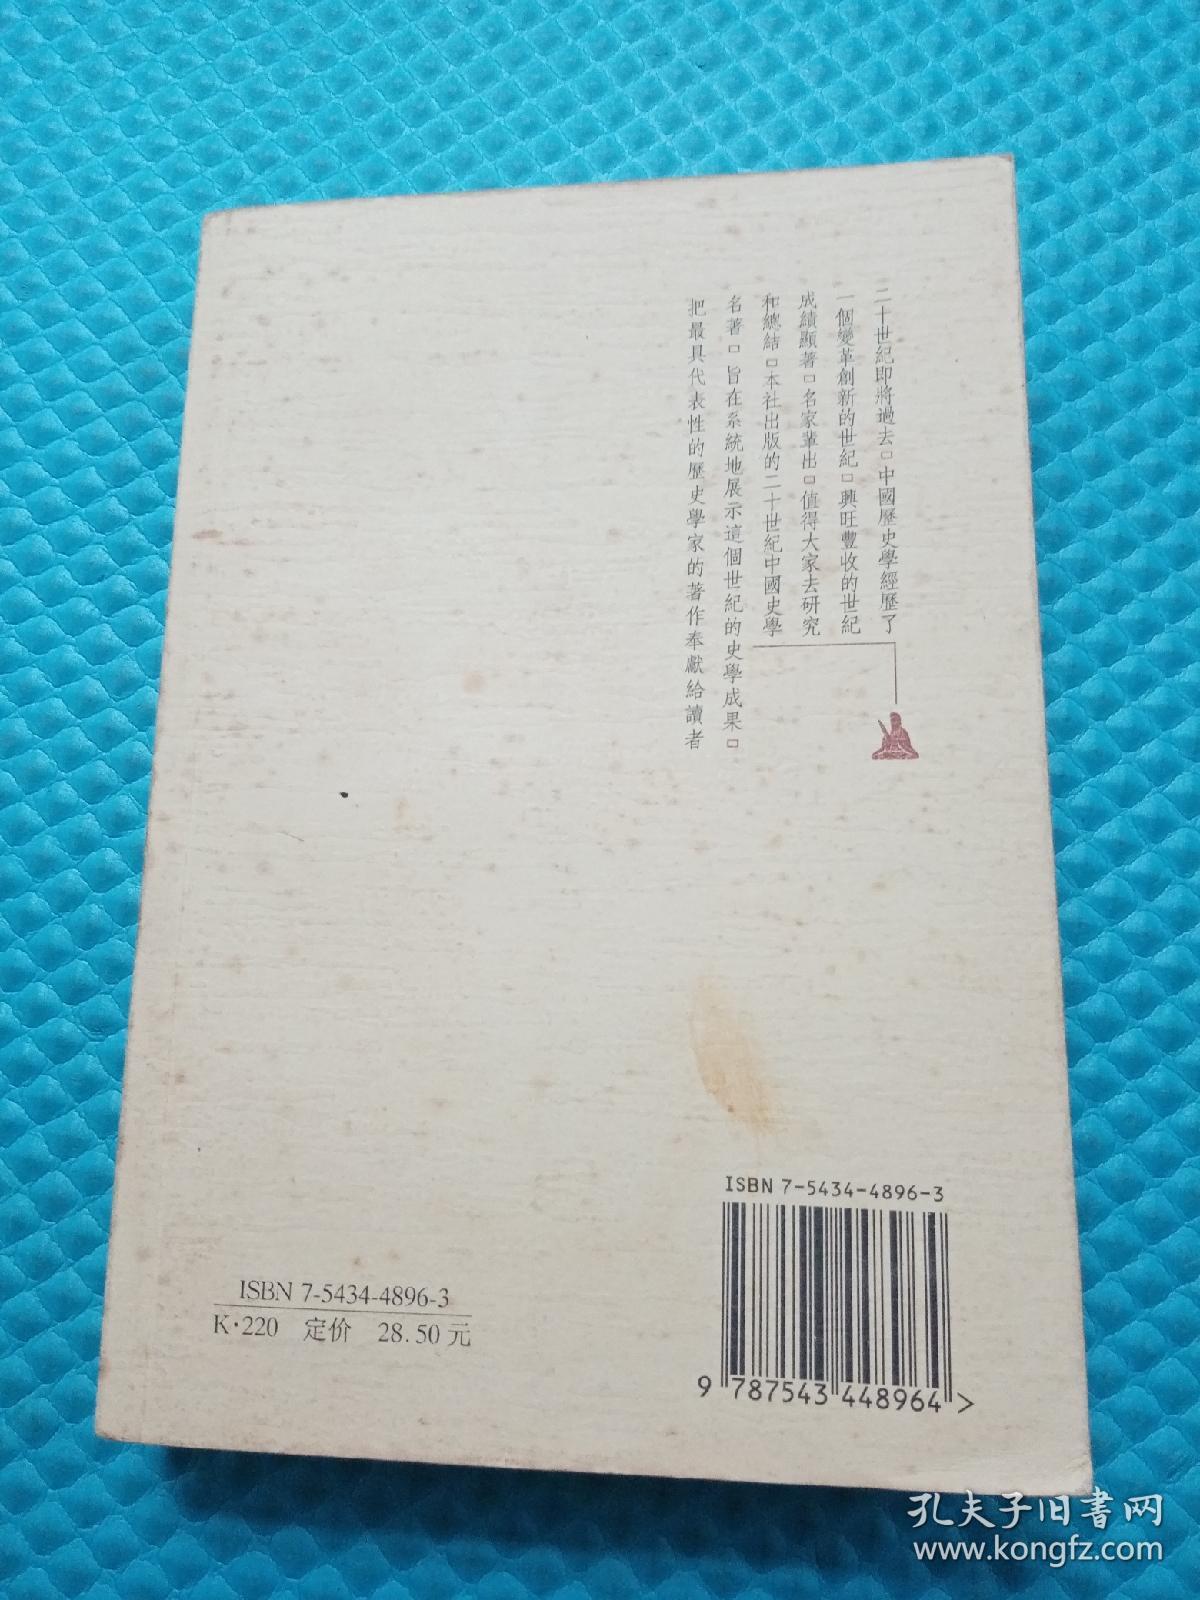 二十世紀即將過去□中國歷史學經歷了
一個變革創新的世紀□興旺豐收的世紀
成績顯著□名家輩出□值得大家去研究
和總結□本社出版的二十世紀中國史學
名著□旨在系統地展示這個世紀的史學成果□
把最具代表性的歷史學家的著作奉獻給讀者
ISBN 7-5434-4896-3
9 787543 448964 >
ISBN 7-5434-4896-3
K·220 定价 28.50元
孔夫子旧书网
www.kongfz.com